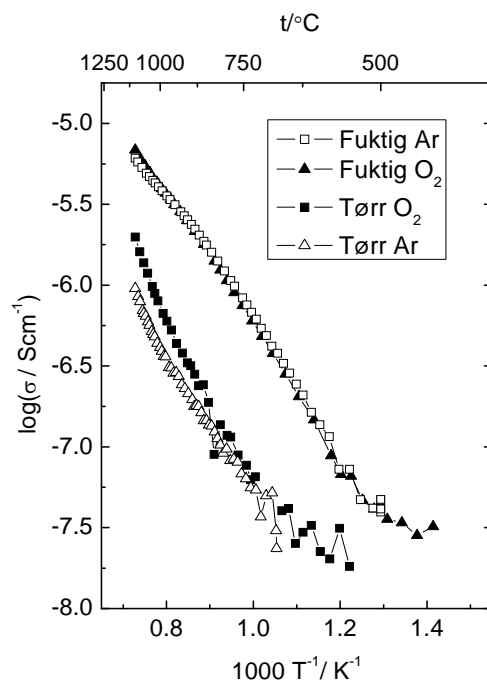 t/°C
1250 1000 750 500
-5.0
-5.5
-6.0
-6.5
-7.0
-7.5
-8.0
log(σ / Scm⁻¹)
Fuktig Ar
Fuktig O₂
Tørr O₂
Tørr Ar
0.8 1.0 1.2 1.4
1000 T⁻¹/ K⁻¹